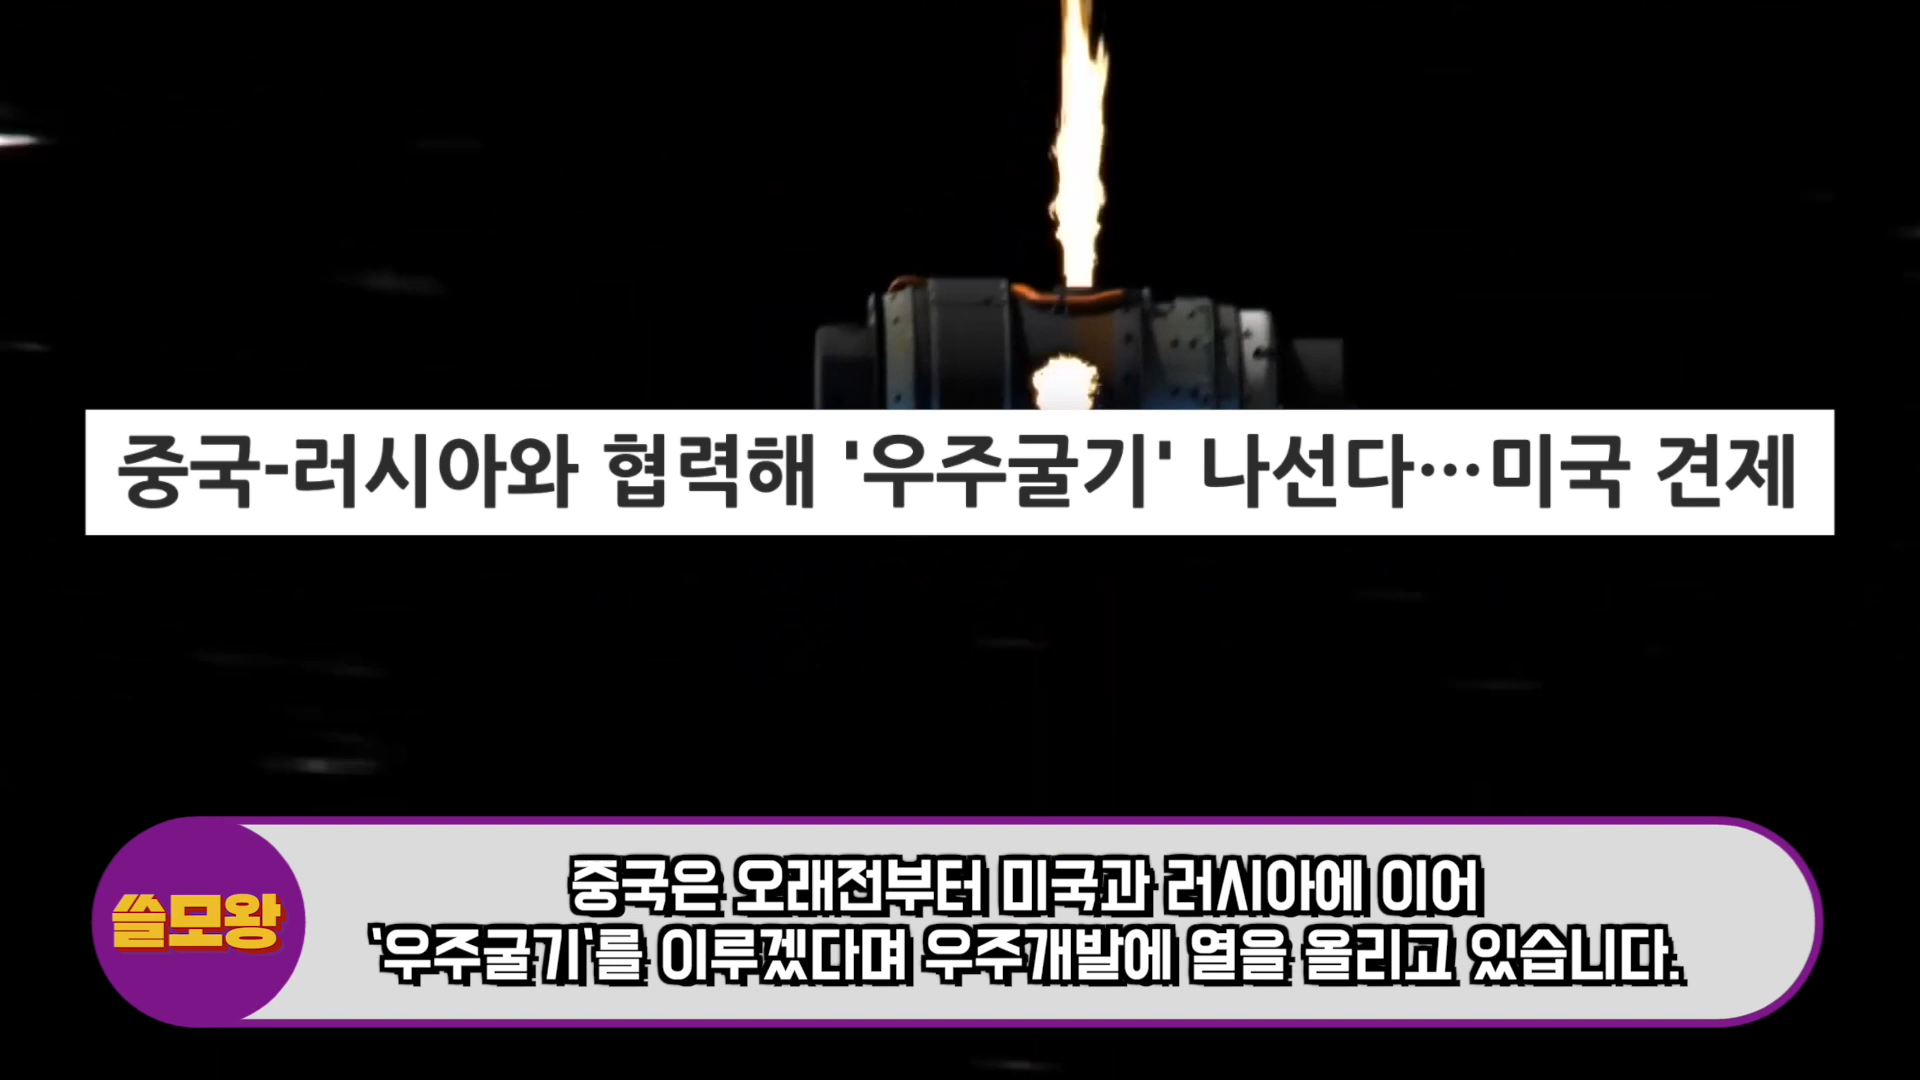 중국-러시아와 협력해 '우주굴기' 나선다…미국 견제
쓸모왕
중국은 오래전부터 미국과 러시아에 이어
‘우주굴기‘를 이루겠다며 우주개발에 열을 올리고 있습니다.